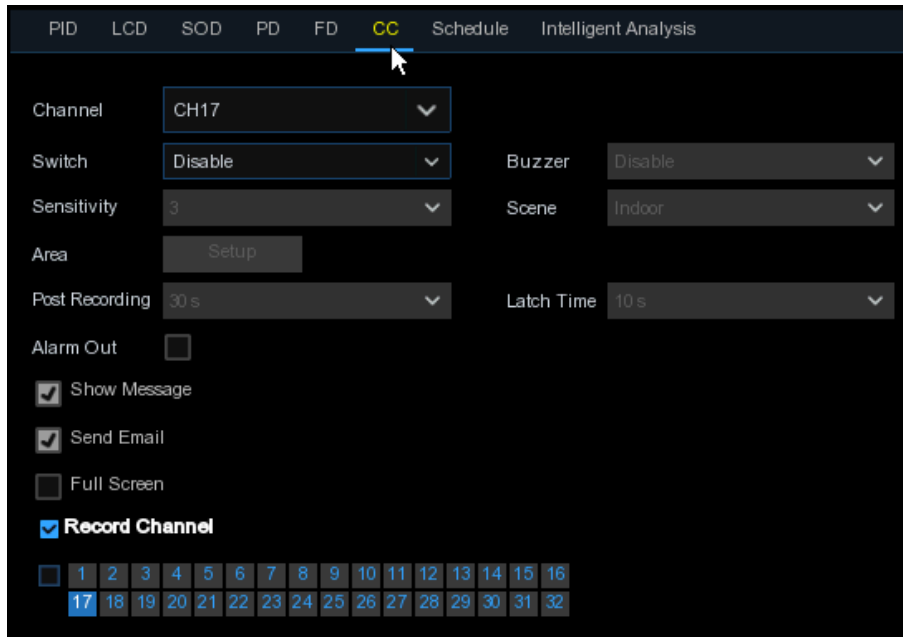 PID LCD SOD PD FD CC Schedule Intelligent Analysis
Channel CH17
Switch Disable Buzzer Disable
Sensitivity 3 Scene Indoor
Area Setup
Post Recording 30 s Latch Time 10 s
Alarm Out
Show Message
Send Email
Full Screen
Record Channel
1 2 3 4 5 6 7 8 9 10 11 12 13 14 15 16
17 18 19 20 21 22 23 24 25 26 27 28 29 30 31 32